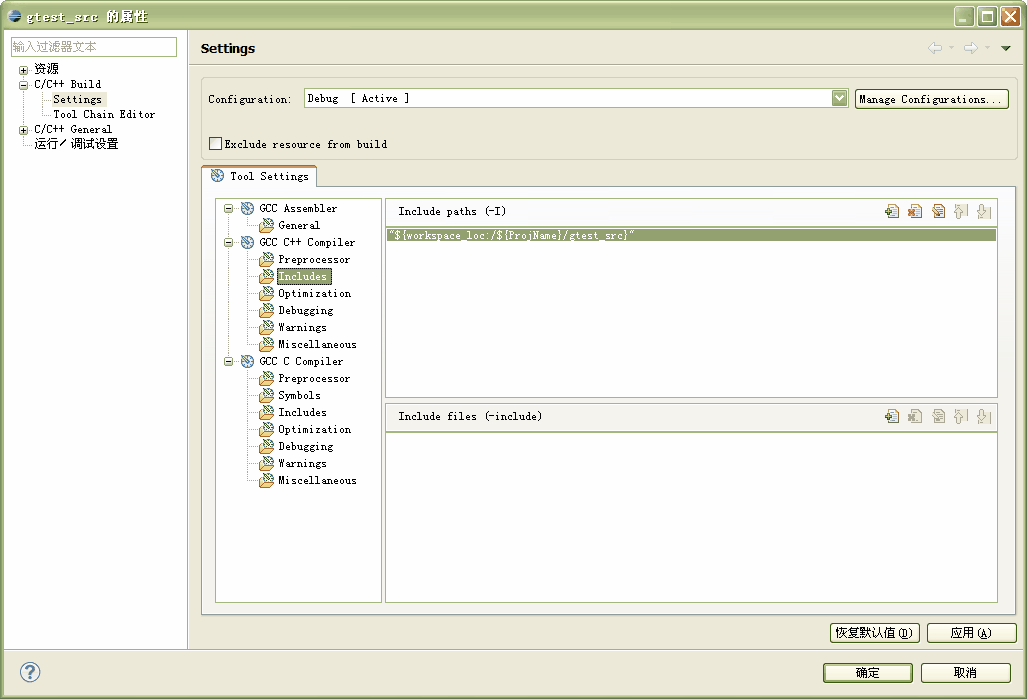 gtest_src 的属性
输入过滤器文本
资源
C/C++ Build
Settings
Tool Chain Editor
C/C++ General
运行/调试设置
Settings
Configuration:
Debug [ Active ]
Manage Configurations...
Exclude resource from build
Tool Settings
GCC Assembler
General
GCC C++ Compiler
Preprocessor
Includes
Optimization
Debugging
Warnings
Miscellaneous
GCC C Compiler
Preprocessor
Symbols
Includes
Optimization
Debugging
Warnings
Miscellaneous
Include paths (-I)
"${workspace_loc:/${ProjName}/gtest_src}"
Include files (-include)
恢复默认值(D)
应用(A)
确定
取消